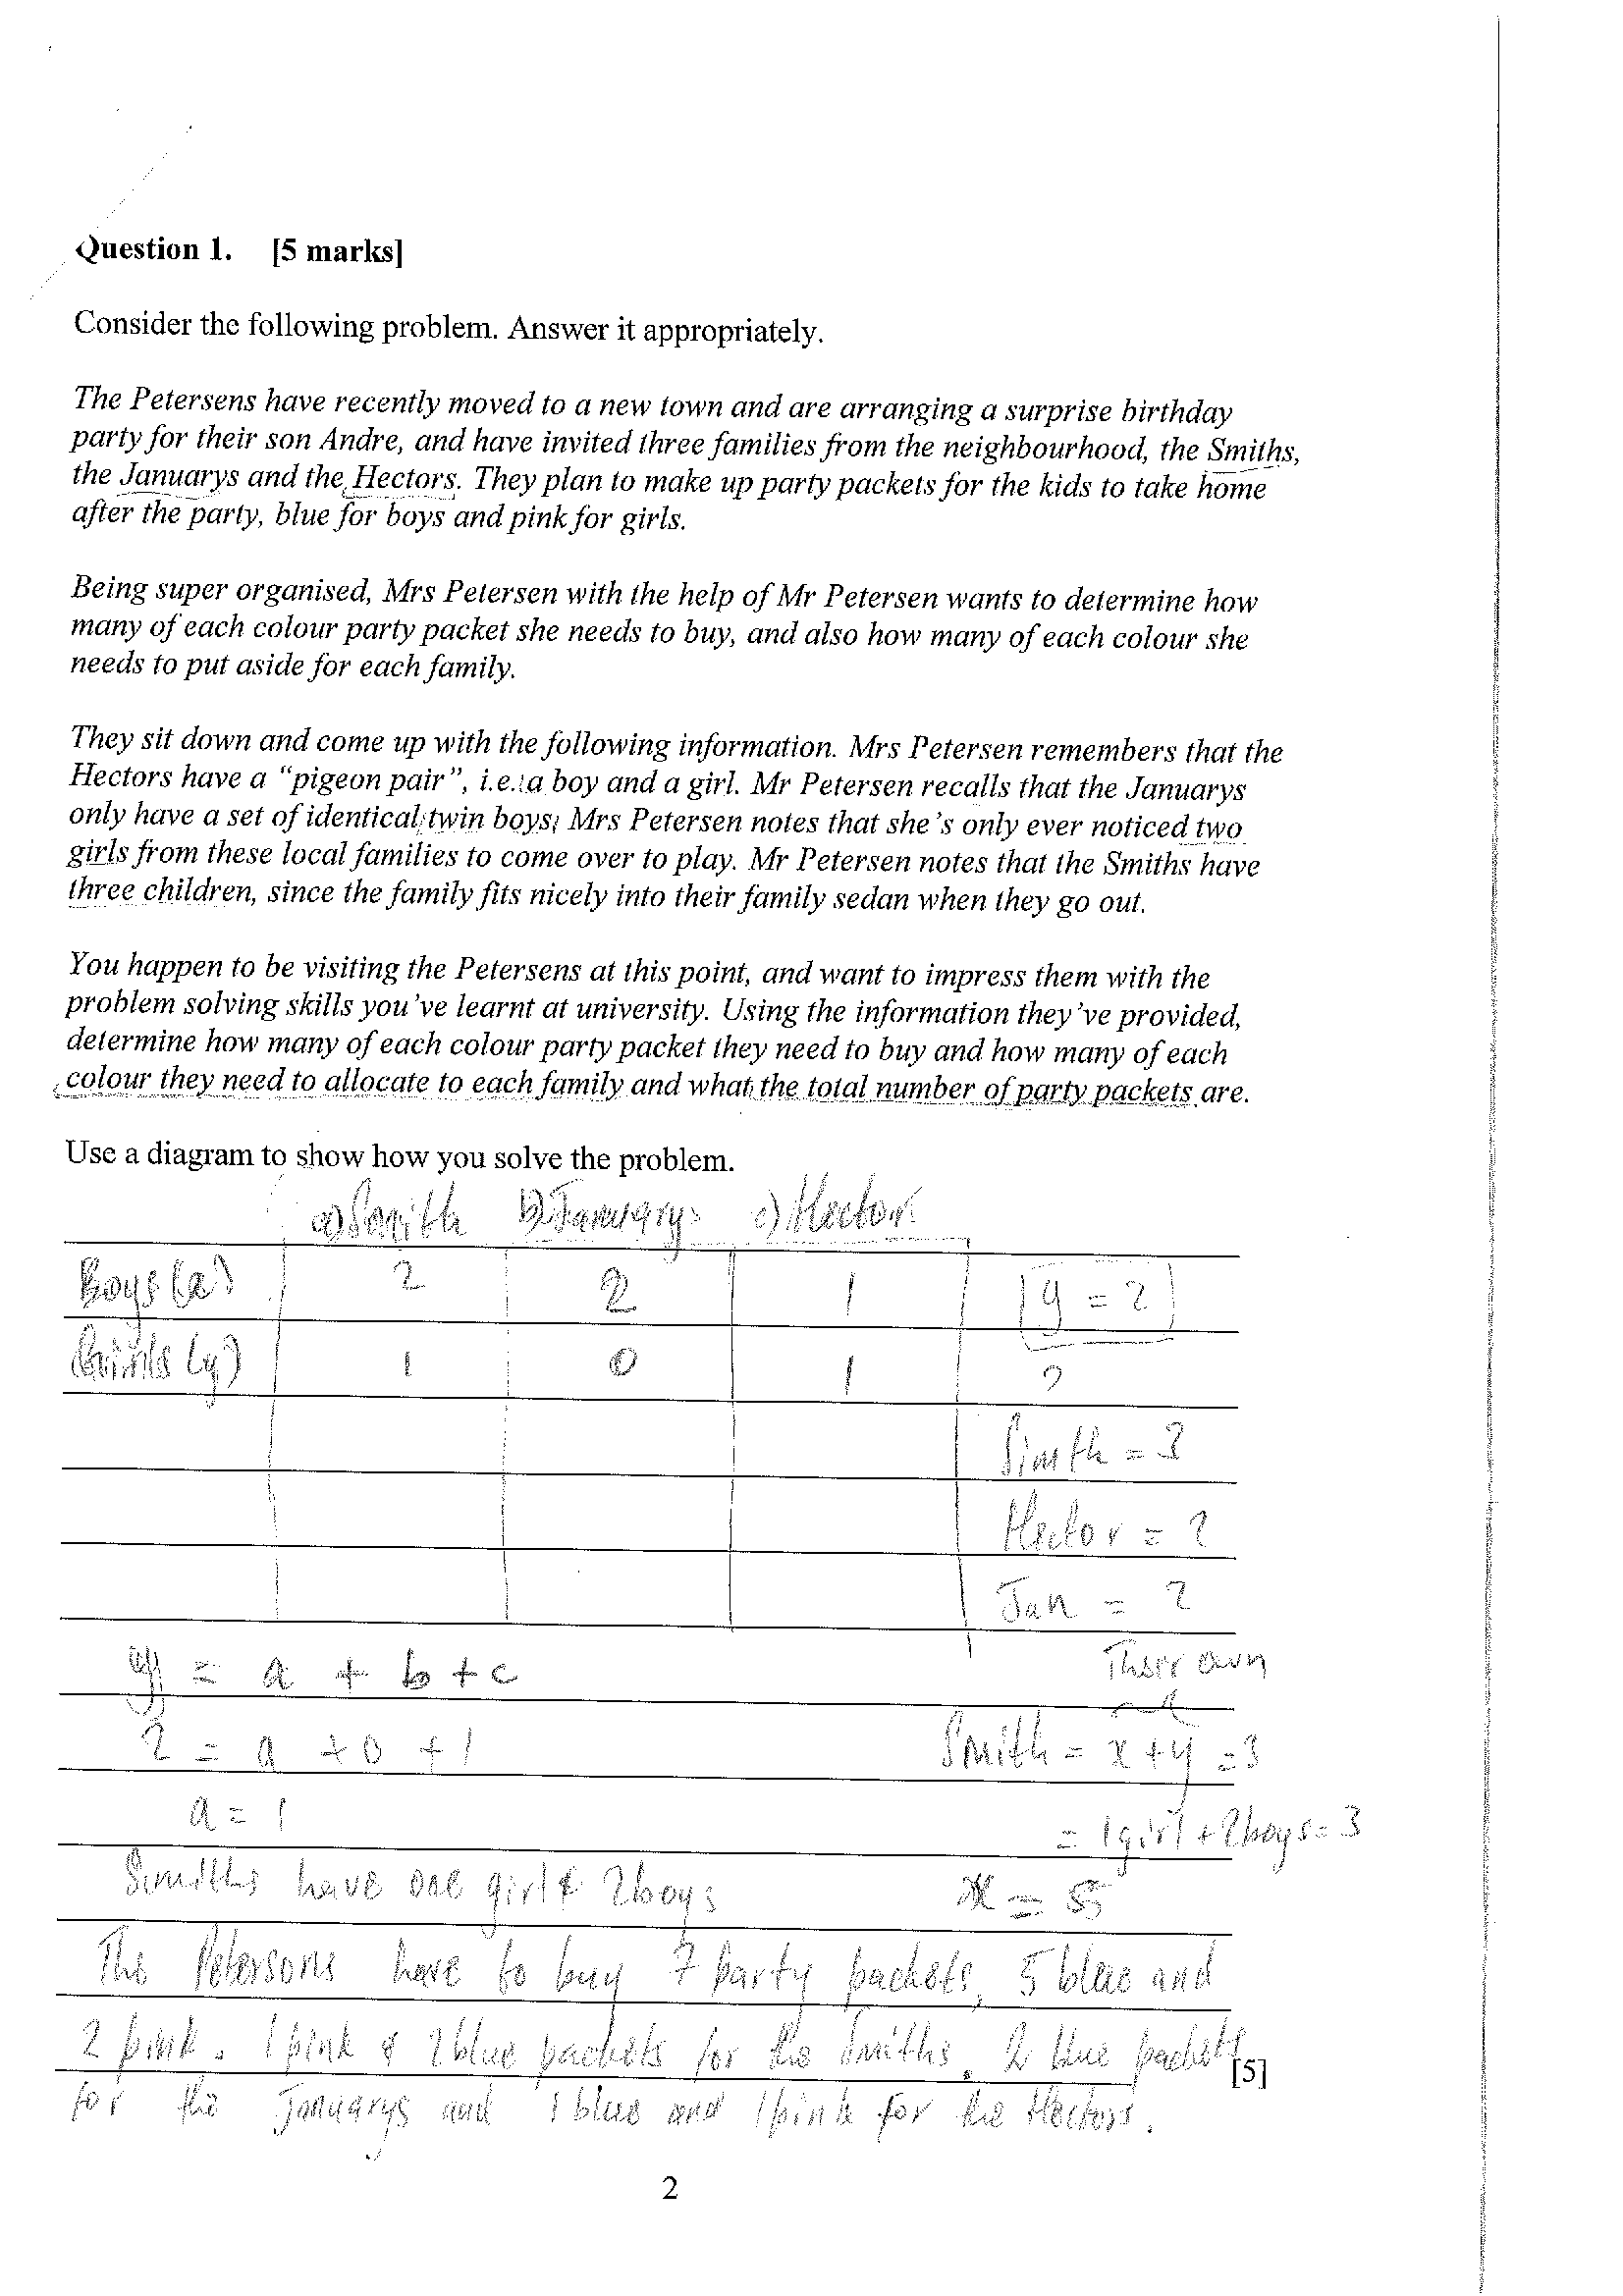 Question 1. [5 marks]
Consider the following problem. Answer it appropriately.
The Petersens have recently moved to a new town and are arranging a surprise birthday
party for their son Andre, and have invited three families from the neighbourhood, the Smiths,
the Januarys and the Hectors. They plan to make up party packets for the kids to take home
after the party, blue for boys and pink for girls.
Being super organised, Mrs Petersen with the help of Mr Petersen wants to determine how
many of each colour party packet she needs to buy, and also how many of each colour she
needs to put aside for each family.
They sit down and come up with the following information. Mrs Petersen remembers that the
Hectors have a “pigeon pair”, i.e. a boy and a girl. Mr Petersen recalls that the Januarys
only have a set of identical twin boys; Mrs Petersen notes that she’s only ever noticed two
girls from these local families to come over to play. Mr Petersen notes that the Smiths have
three children, since the family fits nicely into their family sedan when they go out.
You happen to be visiting the Petersens at this point, and want to impress them with the
problem solving skills you’ve learnt at university. Using the information they’ve provided,
determine how many of each colour party packet they need to buy and how many of each
colour they need to allocate to each family and what the total number of party packets are.
Use a diagram to show how you solve the problem.
a) Smith b) January c) Hector
Boys (x) 2 2 1 y = 2
Girls (y) 1 0 1 2
Smith = 3
Hector = 2
Jan = 2
y = a + b + c
2 = a + 0 + 1 Smith = x + y = 3
a = 1 = 1 girl + 2 boys = 3
Smiths have one girl & 2 boys x = 5
The Petersons have to buy 7 party packets, 5 blue and
2 pink. 1 pink & 2 blue packets for the Smiths, 2 blue packets
[5]
for the Januarys and 1 blue and 1 pink for the Hectors.
2